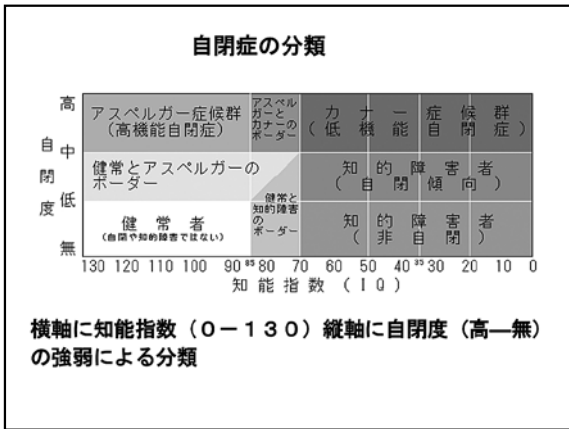 自閉症の分類
高
中
低
無
自閉度
アスペルガー症候群
(高機能自閉症)
アスペル
ガーと
カナーの
ボーダー
カナー症候群
(低機能自閉症)
健常とアスペルガーの
ボーダー
知的障害者
(自閉傾向)
健常と
知的障害
の
ボーダー
健常者
(自閉や知的障害ではない)
知的障害者
(非自閉)
130 120 110 100 90 85 80 70 60 50 40 35 30 20 10 0
知能指数(IQ)
横軸に知能指数(0-130)縦軸に自閉度(高―無)
の強弱による分類